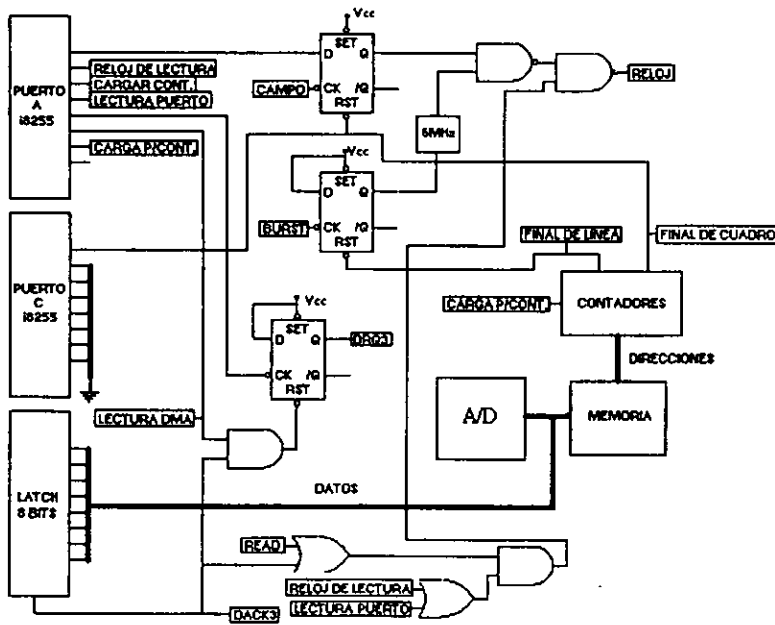 Vcc
SET
D
Q
CK
/Q
RST
PUERTO
A
i8255
RELOJ DE LECTURA
CARGAR CONT.
LECTURA PUERTO
CARGA P/CONT.
CAMPO
RELOJ
6MHz
Vcc
SET
D
Q
CK
/Q
RST
BURST
PUERTO
C
i8255
FINAL DE LINEA
FINAL DE CUADRO
CARGA P/CONT.
CONTADORES
DIRECCIONES
Vcc
SET
D
Q
CK
/Q
RST
DRQ3
LECTURA DMA
A/D
MEMORIA
LATCH
8 BITS
DATOS
READ
RELOJ DE LECTURA
LECTURA PUERTO
DACK3